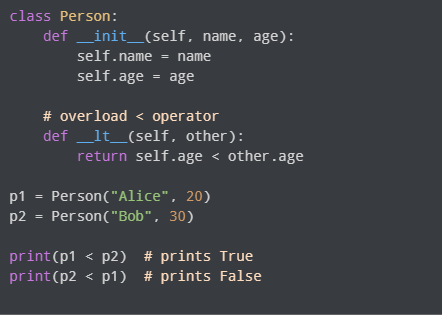 class Person:
    def __init__(self, name, age):
        self.name = name
        self.age = age

    # overload < operator
    def __lt__(self, other):
        return self.age < other.age

p1 = Person("Alice", 20)
p2 = Person("Bob", 30)

print(p1 < p2)  # prints True
print(p2 < p1)  # prints False